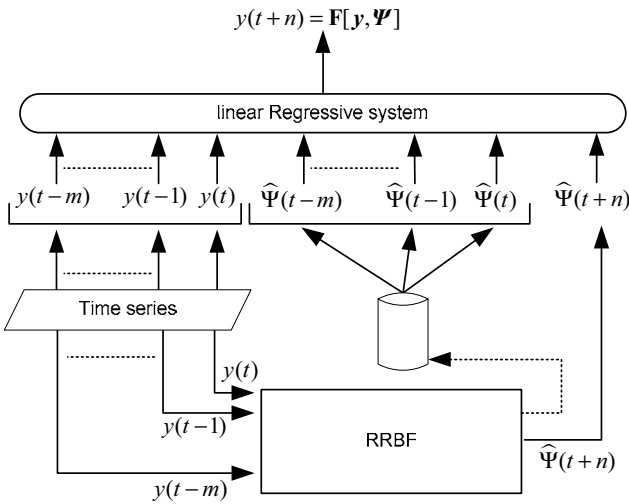 y(t+n) = F[y, Ψ]
linear Regressive system
y(t−m) y(t−1) y(t) Ψ̂(t−m) Ψ̂(t−1) Ψ̂(t) Ψ̂(t+n)
Time series
y(t)
y(t−1)
RRBF
Ψ̂(t+n)
y(t−m)